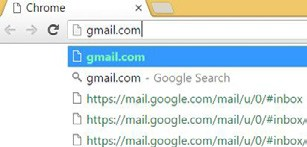 Chrome
gmail.com
gmail.com
gmail.com - Google Search
https://mail.google.com/mail/u/0/#inbox
https://mail.google.com/mail/u/0/#inbox/
https://mail.google.com/mail/u/0/#inbox/